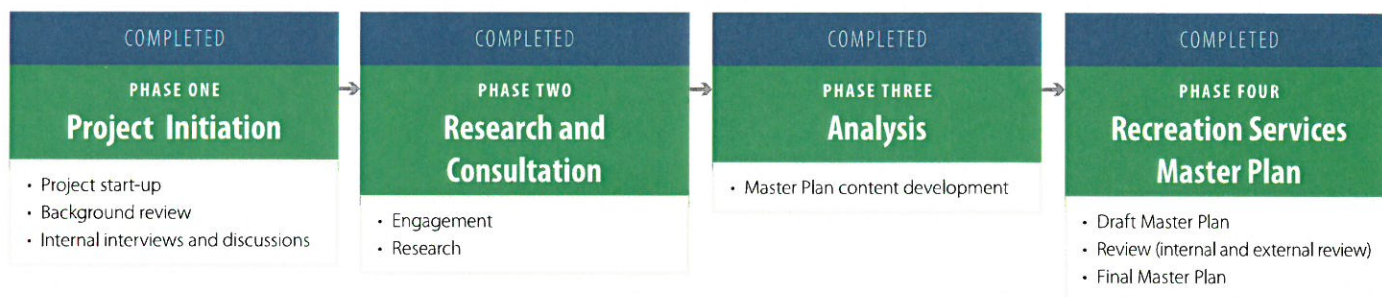 COMPLETED
PHASE ONE
Project Initiation
• Project start-up
• Background review
• Internal interviews and discussions
COMPLETED
PHASE TWO
Research and
Consultation
• Engagement
• Research
COMPLETED
PHASE THREE
Analysis
• Master Plan content development
COMPLETED
PHASE FOUR
Recreation Services
Master Plan
• Draft Master Plan
• Review (internal and external review)
• Final Master Plan